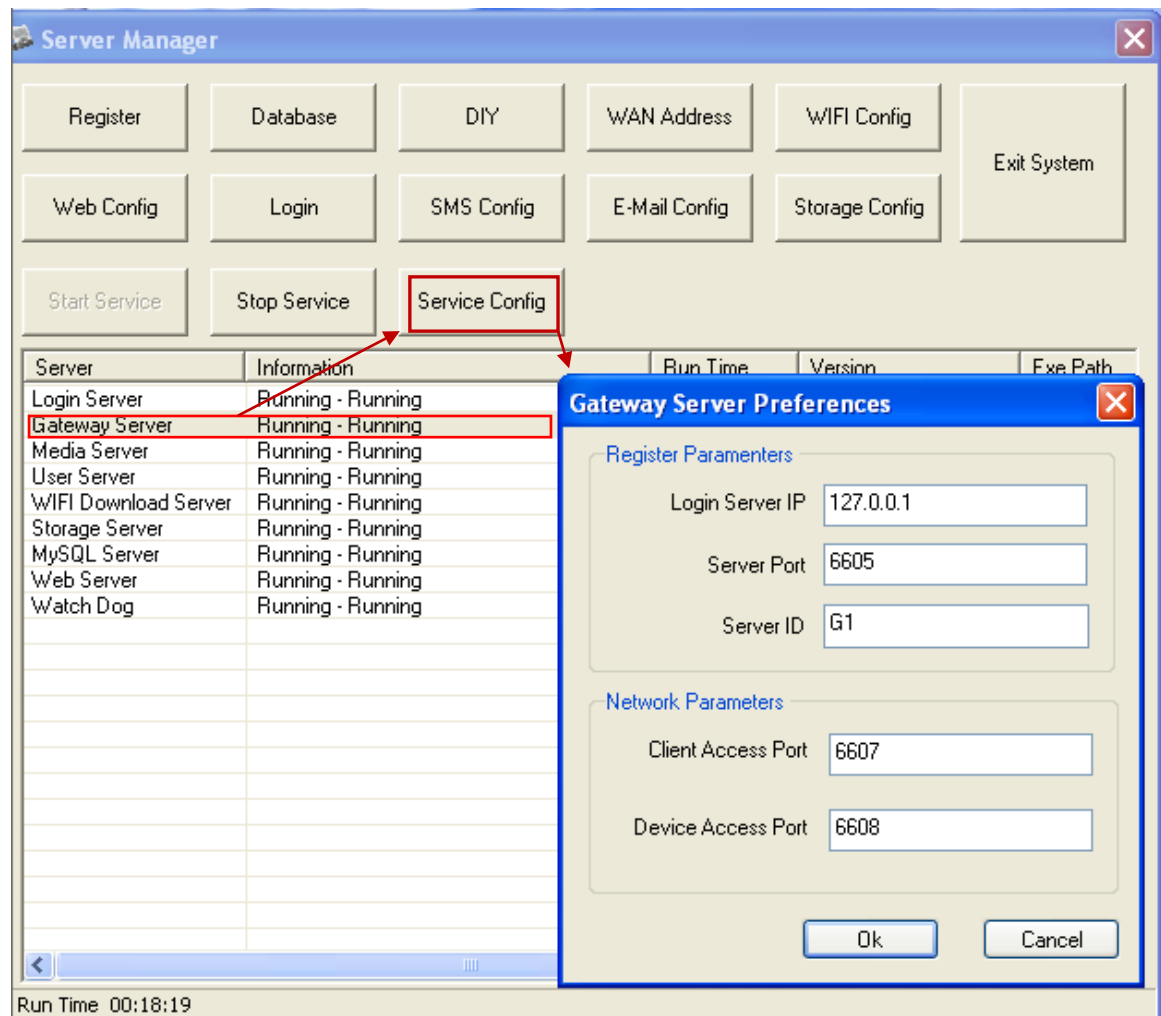 Server Manager
Register Database DIY WAN Address WIFI Config Exit System
Web Config Login SMS Config E-Mail Config Storage Config
Start Service Stop Service Service Config
Server Information Run Time Version Exe Path
Login Server Running - Running
Gateway Server Running - Running
Media Server Running - Running
User Server Running - Running
WIFI Download Server Running - Running
Storage Server Running - Running
MySQL Server Running - Running
Web Server Running - Running
Watch Dog Running - Running
Gateway Server Preferences
Register Paramenters
Login Server IP 127.0.0.1
Server Port 6605
Server ID G1
Network Parameters
Client Access Port 6607
Device Access Port 6608
Ok Cancel
Run Time 00:18:19